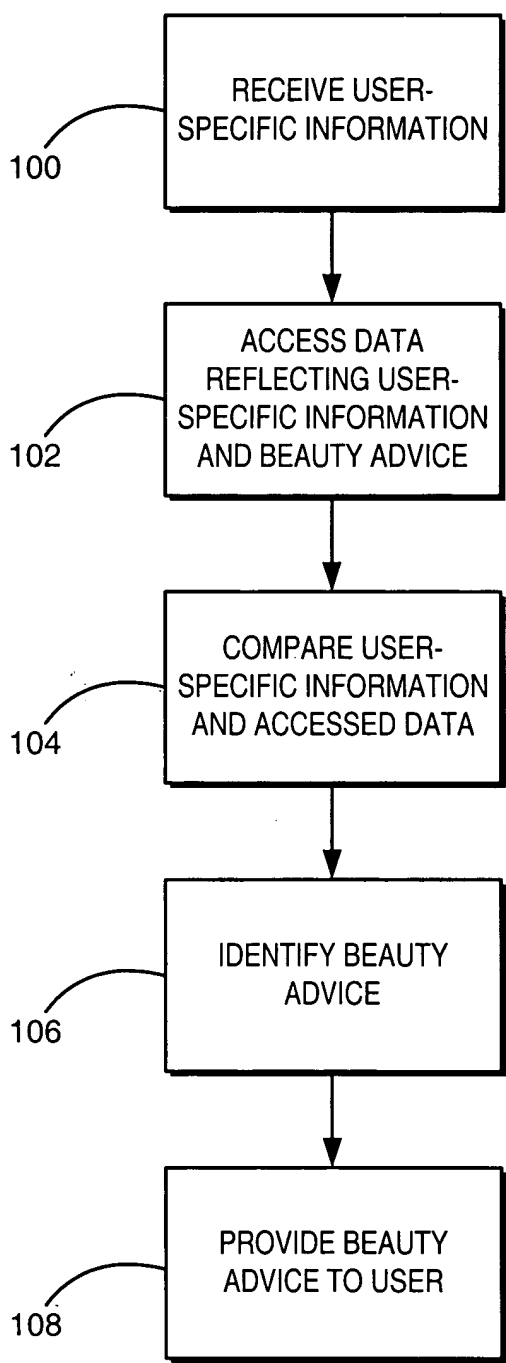 RECEIVE USER-
SPECIFIC INFORMATION
100
ACCESS DATA
REFLECTING USER-
SPECIFIC INFORMATION
AND BEAUTY ADVICE
102
COMPARE USER-
SPECIFIC INFORMATION
AND ACCESSED DATA
104
IDENTIFY BEAUTY
ADVICE
106
PROVIDE BEAUTY
ADVICE TO USER
108